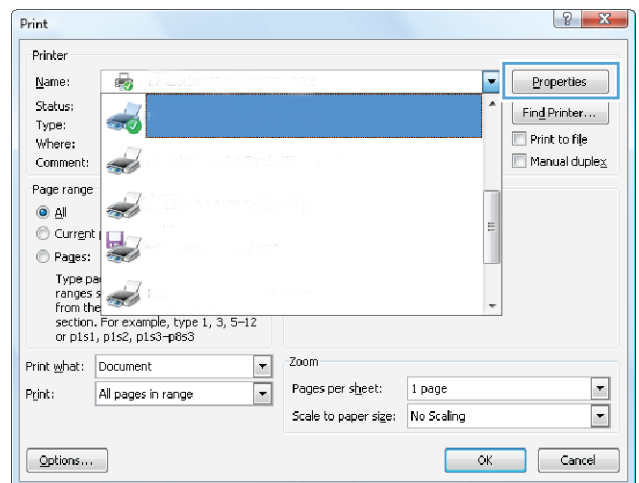 Print
Printer
Name:
Properties
Status:
Find Printer...
Type:
Print to file
Where:
Manual duplex
Comment:
Page range
All
Current
Pages:
Type
ranges
from the
section. For example, type 1, 3, 5–12
or p1s1, p1s2, p1s3–p8s3
Print what: Document
Print: All pages in range
Zoom
Pages per sheet: 1 page
Scale to paper size: No Scaling
Options...
OK
Cancel